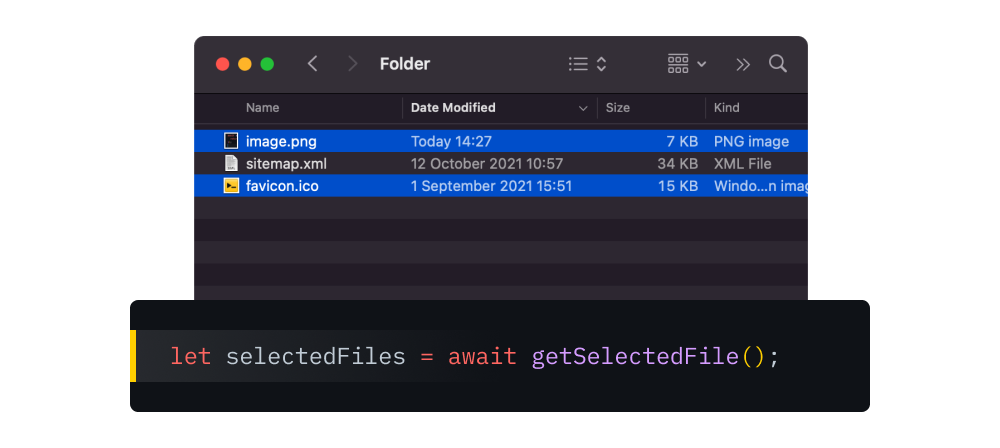 Folder
Name Date Modified Size Kind
image.png Today 14:27 7 KB PNG image
sitemap.xml 12 October 2021 10:57 34 KB XML File
favicon.ico 1 September 2021 15:51 15 KB Windo...n imag
let selectedFiles = await getSelectedFile();